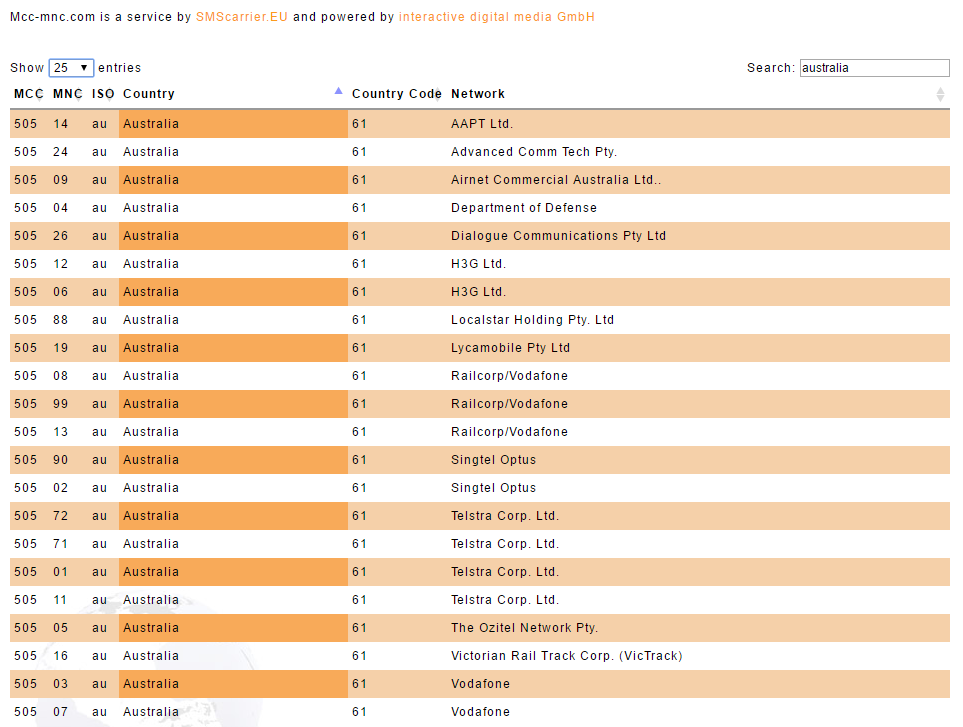 Mcc-mnc.com is a service by SMScarrier.EU and powered by interactive digital media GmbH
Show 25 entries Search: australia
MCC MNC ISO Country Country Code Network
505 14 au Australia 61 AAPT Ltd.
505 24 au Australia 61 Advanced Comm Tech Pty.
505 09 au Australia 61 Airnet Commercial Australia Ltd..
505 04 au Australia 61 Department of Defense
505 26 au Australia 61 Dialogue Communications Pty Ltd
505 12 au Australia 61 H3G Ltd.
505 06 au Australia 61 H3G Ltd.
505 88 au Australia 61 Localstar Holding Pty. Ltd
505 19 au Australia 61 Lycamobile Pty Ltd
505 08 au Australia 61 Railcorp/Vodafone
505 99 au Australia 61 Railcorp/Vodafone
505 13 au Australia 61 Railcorp/Vodafone
505 90 au Australia 61 Singtel Optus
505 02 au Australia 61 Singtel Optus
505 72 au Australia 61 Telstra Corp. Ltd.
505 71 au Australia 61 Telstra Corp. Ltd.
505 01 au Australia 61 Telstra Corp. Ltd.
505 11 au Australia 61 Telstra Corp. Ltd.
505 05 au Australia 61 The Ozitel Network Pty.
505 16 au Australia 61 Victorian Rail Track Corp. (VicTrack)
505 03 au Australia 61 Vodafone
505 07 au Australia 61 Vodafone